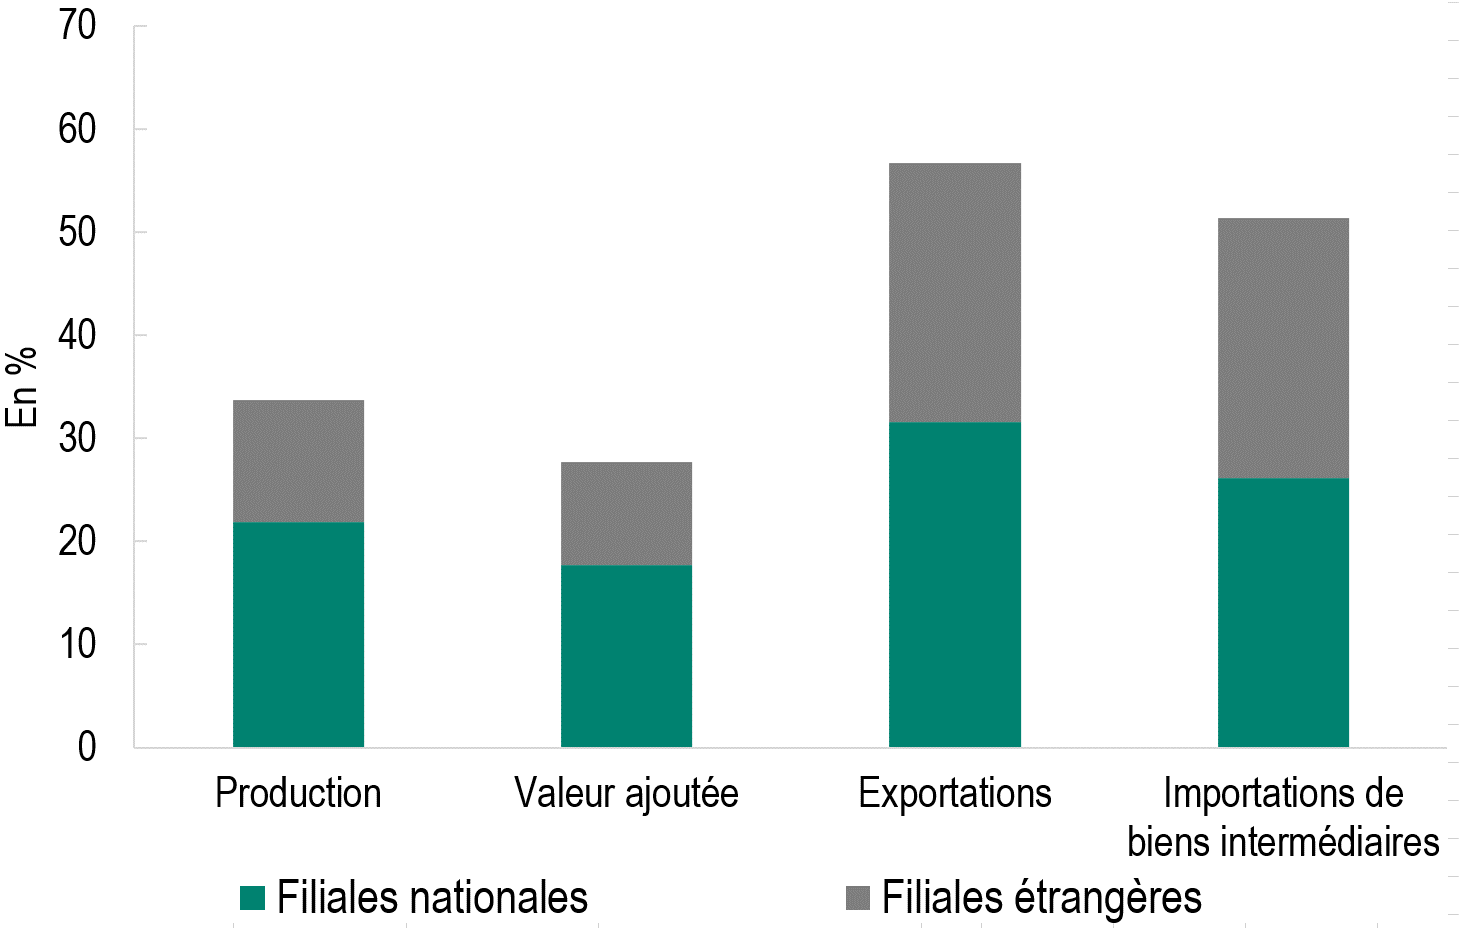 70
60
50
40
30
20
10
0
En %
Production
Valeur ajoutée
Exportations
Importations de
biens intermédiaires
Filiales nationales
Filiales étrangères